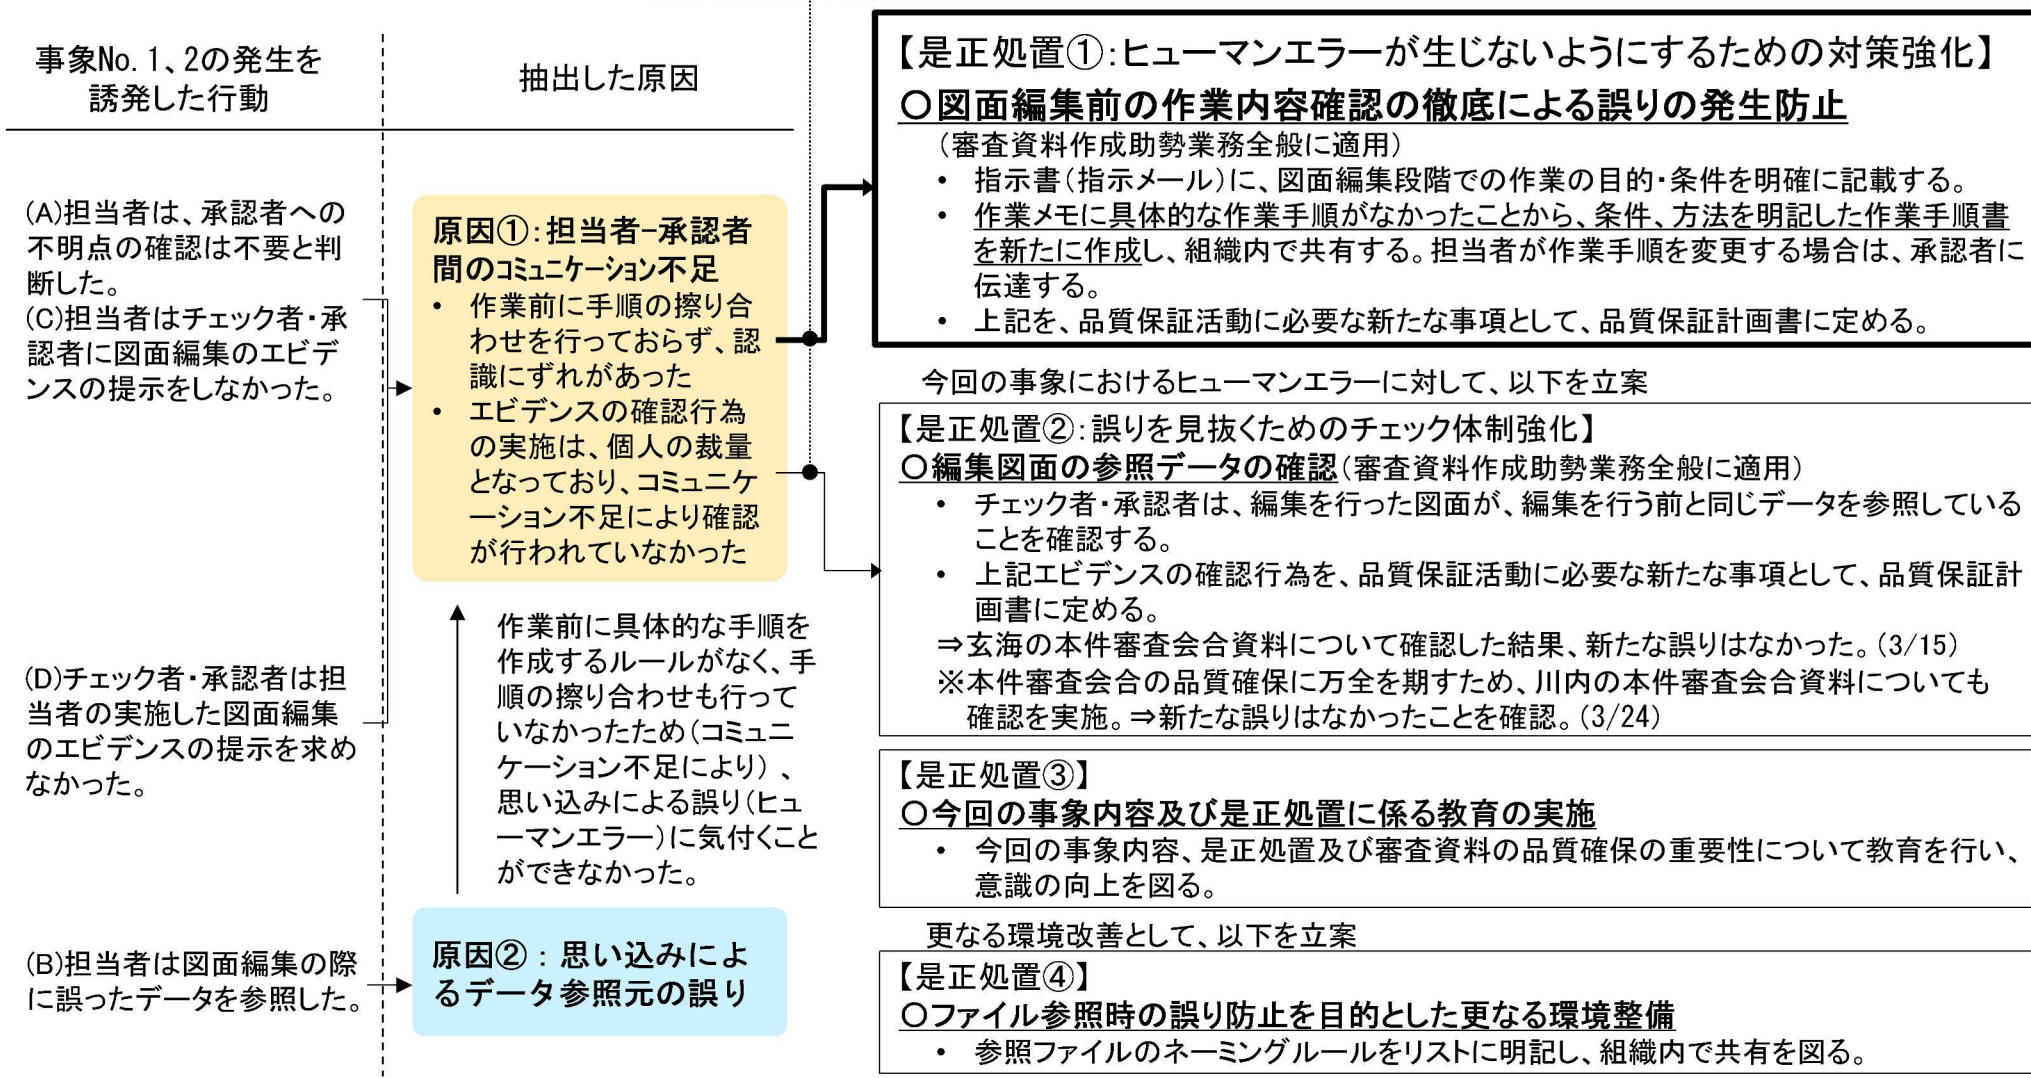 事象No.1、2の発生を
誘発した行動
抽出した原因
(A)担当者は、承認者への
不明点の確認は不要と判
断した。
(C)担当者はチェック者・承
認者に図面編集のエビデ
ンスの提示をしなかった。
(D)チェック者・承認者は担
当者の実施した図面編集
のエビデンスの提示を求め
なかった。
(B)担当者は図面編集の際
に誤ったデータを参照した。
原因①:担当者-承認者
間のコミュニケーション不足
• 作業前に手順の擦り合
わせを行っておらず、認
識にずれがあった
• エビデンスの確認行為
の実施は、個人の裁量
となっており、コミュニケ
ーション不足により確認
が行われていなかった
作業前に具体的な手順を
作成するルールがなく、手
順の擦り合わせも行って
いなかったため(コミュニ
ケーション不足により)、
思い込みによる誤り(ヒュ
ーマンエラー)に気付くこと
ができなかった。
原因②:思い込みによ
るデータ参照元の誤り
【是正処置①:ヒューマンエラーが生じないようにするための対策強化】
○図面編集前の作業内容確認の徹底による誤りの発生防止
(審査資料作成助勢業務全般に適用)
• 指示書(指示メール)に、図面編集段階での作業の目的・条件を明確に記載する。
• 作業メモに具体的な作業手順がなかったことから、条件、方法を明記した作業手順書
を新たに作成し、組織内で共有する。担当者が作業手順を変更する場合は、承認者に
伝達する。
• 上記を、品質保証活動に必要な新たな事項として、品質保証計画書に定める。
今回の事象におけるヒューマンエラーに対して、以下を立案
【是正処置②:誤りを見抜くためのチェック体制強化】
○編集図面の参照データの確認(審査資料作成助勢業務全般に適用)
• チェック者・承認者は、編集を行った図面が、編集を行う前と同じデータを参照している
ことを確認する。
• 上記エビデンスの確認行為を、品質保証活動に必要な新たな事項として、品質保証計
画書に定める。
⇒玄海の本件審査会合資料について確認した結果、新たな誤りはなかった。(3/15)
※本件審査会合の品質確保に万全を期すため、川内の本件審査会合資料についても
確認を実施。⇒新たな誤りはなかったことを確認。(3/24)
【是正処置③】
○今回の事象内容及び是正処置に係る教育の実施
• 今回の事象内容、是正処置及び審査資料の品質確保の重要性について教育を行い、
意識の向上を図る。
更なる環境改善として、以下を立案
【是正処置④】
○ファイル参照時の誤り防止を目的とした更なる環境整備
• 参照ファイルのネーミングルールをリストに明記し、組織内で共有を図る。